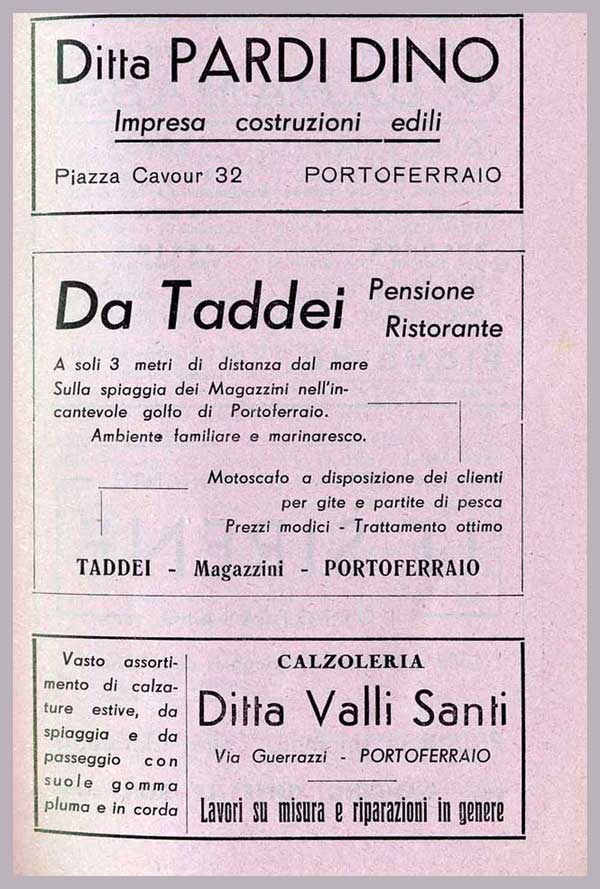 Ditta PARDI DINO
Impresa costruzioni edili
Piazza Cavour 32 PORTOFERRAIO
Da Taddei Pensione
Ristorante
A soli 3 metri di distanza dal mare
Sulla spiaggia dei Magazzini nell'in-
cantevole golfo di Portoferraio.
Ambiente familiare e marinaresco.
Motoscafo a disposizione dei clienti
per gite e partite di pesca
Prezzi modici - Trattamento ottimo
TADDEI - Magazzini - PORTOFERRAIO
Vasto assorti-
mento di calza-
ture estive, da
spiaggia e da
passeggio con
suole gomma
pluma e in corda
CALZOLERIA
Ditta Valli Santi
Via Guerrazzi - PORTOFERRAIO
Lavori su misura e riparazioni in genere